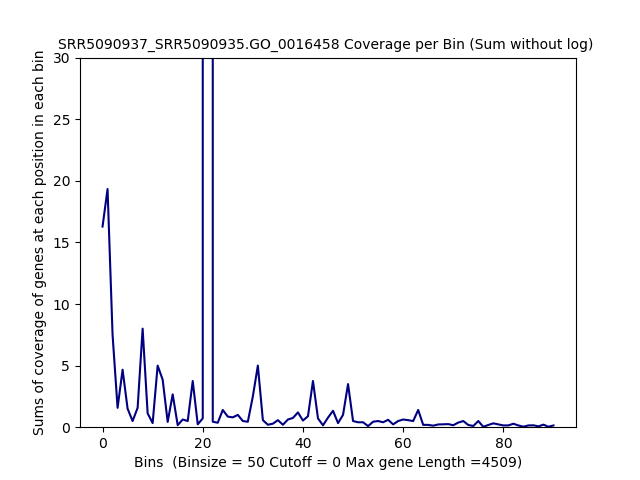 SRR5090937_SRR5090935.GO_0016458 Coverage per Bin (Sum without log)
Sums of coverage of genes at each position in each bin
30
25
20
15
10
5
0
0 20 40 60 80
Bins  (Binsize = 50 Cutoff = 0 Max gene Length =4509)